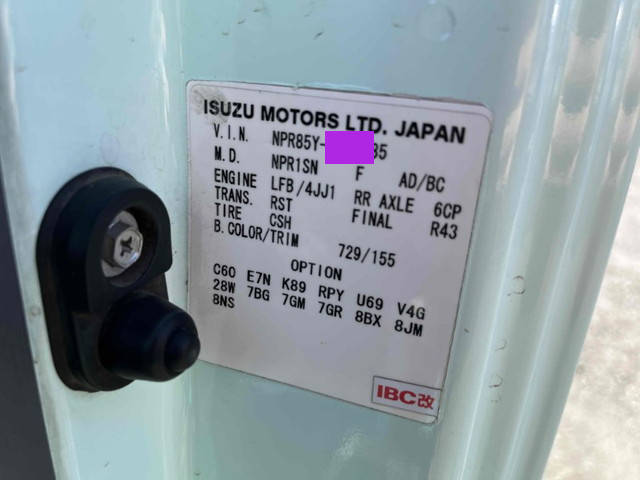 ISUZU MOTORS LTD. JAPAN
V.I.N. NPR85Y- 35
M.D. NPR1SN F AD/BC
ENGINE LFB/4JJ1 RR AXLE 6CP
TRANS. RST FINAL R43
TIRE CSH
B.COLOR/TRIM 729/155
OPTION
C60 E7N K89 RPY U69 V4G
28W 7BG 7GM 7GR 8BX 8JM
8NS
IBC改